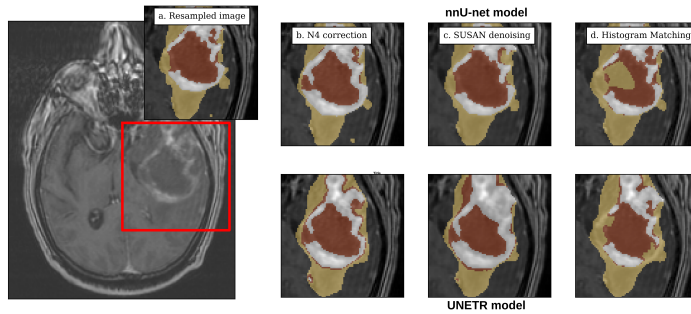 nnU-net model
a. Resampled image
b. N4 correction
c. SUSAN denoising
d. Histogram Matching
UNETR model